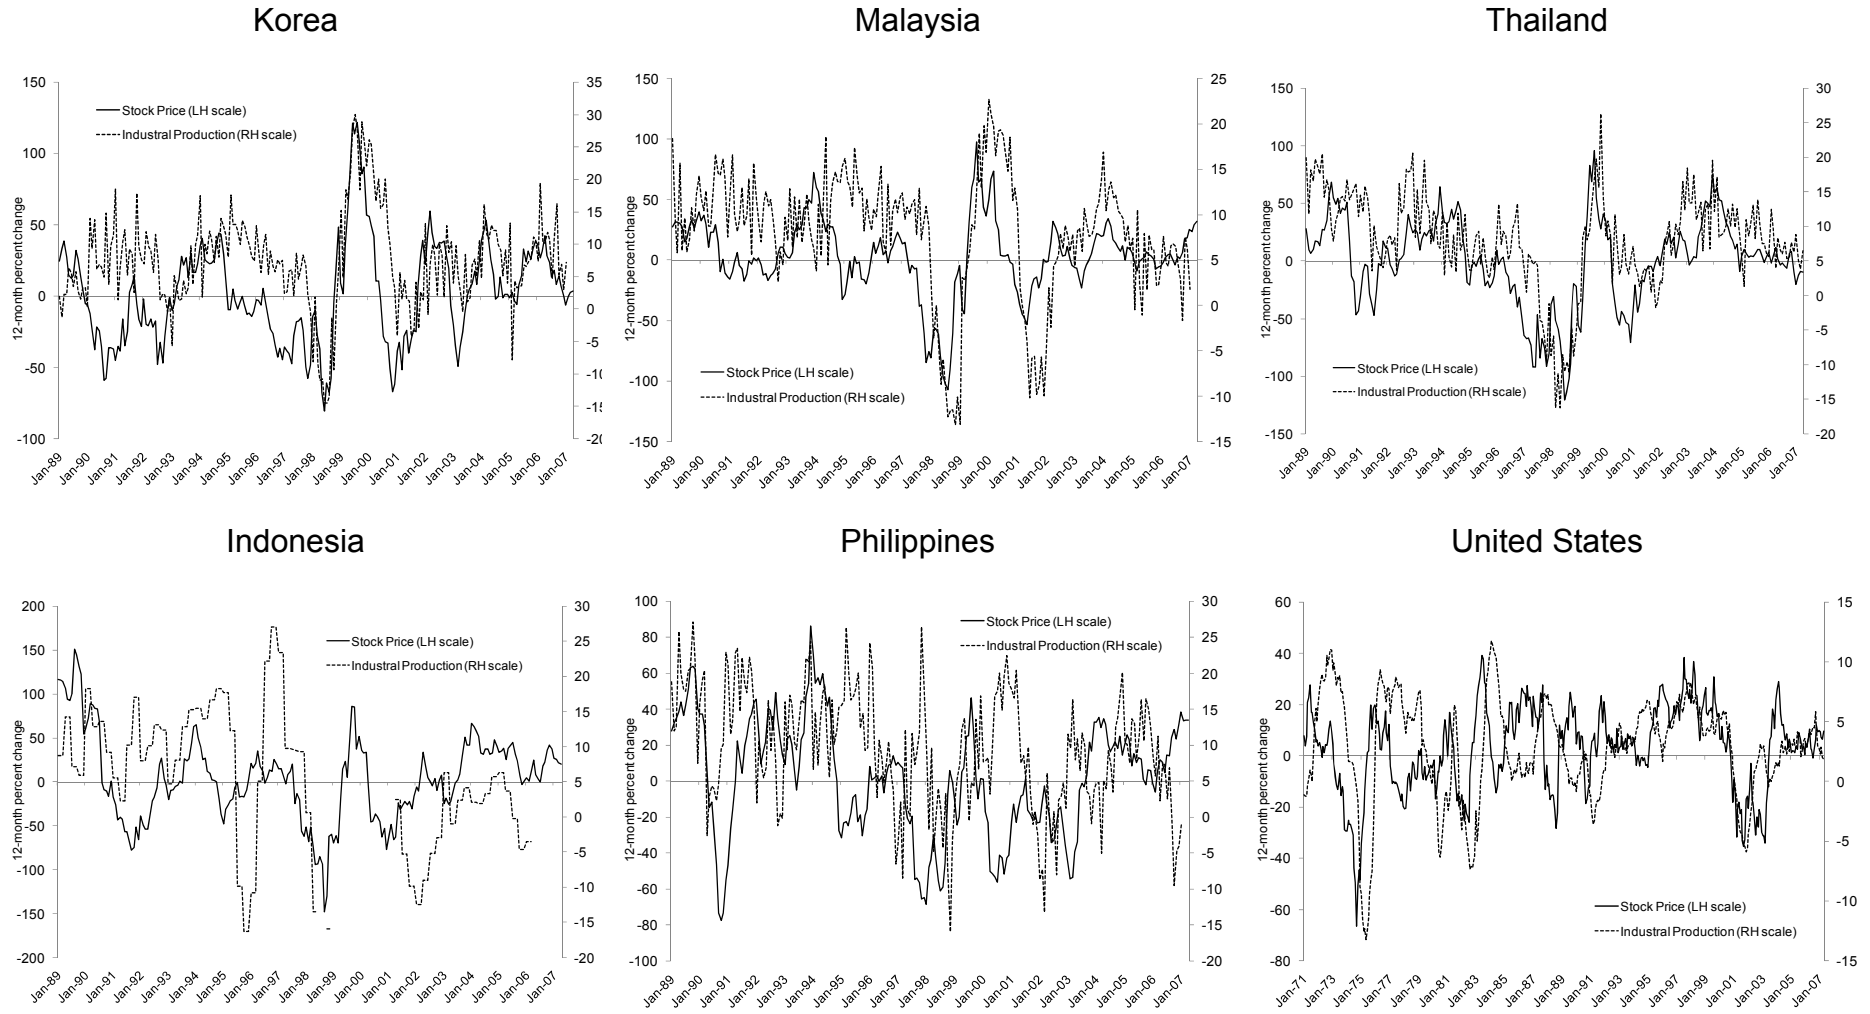 Korea
150
100
50
0
-50
-100
35
30
25
20
15
10
5
0
-5
-10
-15
-20
12-month percent change
Stock Price (LH scale)
Industral Production (RH scale)
Jan-89
Jan-90
Jan-91
Jan-92
Jan-93
Jan-94
Jan-95
Jan-96
Jan-97
Jan-98
Jan-99
Jan-00
Jan-01
Jan-02
Jan-03
Jan-04
Jan-05
Jan-06
Jan-07
Malaysia
150
100
50
0
-50
-100
-150
25
20
15
10
5
0
-5
-10
-15
12-month percent change
Stock Price (LH scale)
Industral Production (RH scale)
Jan-89
Jan-90
Jan-91
Jan-92
Jan-93
Jan-94
Jan-95
Jan-96
Jan-97
Jan-98
Jan-99
Jan-00
Jan-01
Jan-02
Jan-03
Jan-04
Jan-05
Jan-06
Jan-07
Thailand
150
100
50
0
-50
-100
-150
30
25
20
15
10
5
0
-5
-10
-15
-20
12-month percent change
Stock Price (LH scale)
Industral Production (RH scale)
Jan-89
Jan-90
Jan-91
Jan-92
Jan-93
Jan-94
Jan-95
Jan-96
Jan-97
Jan-98
Jan-99
Jan-00
Jan-01
Jan-02
Jan-03
Jan-04
Jan-05
Jan-06
Jan-07
Indonesia
200
150
100
50
0
-50
-100
-150
-200
30
25
20
15
10
5
0
-5
-10
-15
-20
12-month percent change
Stock Price (LH scale)
Industral Production (RH scale)
Jan-89
Jan-90
Jan-91
Jan-92
Jan-93
Jan-94
Jan-95
Jan-96
Jan-97
Jan-98
Jan-99
Jan-00
Jan-01
Jan-02
Jan-03
Jan-04
Jan-05
Jan-06
Jan-07
Philippines
100
80
60
40
20
0
-20
-40
-60
-80
-100
30
25
20
15
10
5
0
-5
-10
-15
-20
12-month percent change
Stock Price (LH scale)
Industral Production (RH scale)
Jan-89
Jan-90
Jan-91
Jan-92
Jan-93
Jan-94
Jan-95
Jan-96
Jan-97
Jan-98
Jan-99
Jan-00
Jan-01
Jan-02
Jan-03
Jan-04
Jan-05
Jan-06
Jan-07
United States
60
40
20
0
-20
-40
-60
-80
15
10
5
0
-5
-10
-15
12-month percent change
Stock Price (LH scale)
Industral Production (RH scale)
Jan-71
Jan-73
Jan-75
Jan-77
Jan-79
Jan-81
Jan-83
Jan-85
Jan-87
Jan-89
Jan-91
Jan-93
Jan-95
Jan-97
Jan-99
Jan-01
Jan-03
Jan-05
Jan-07